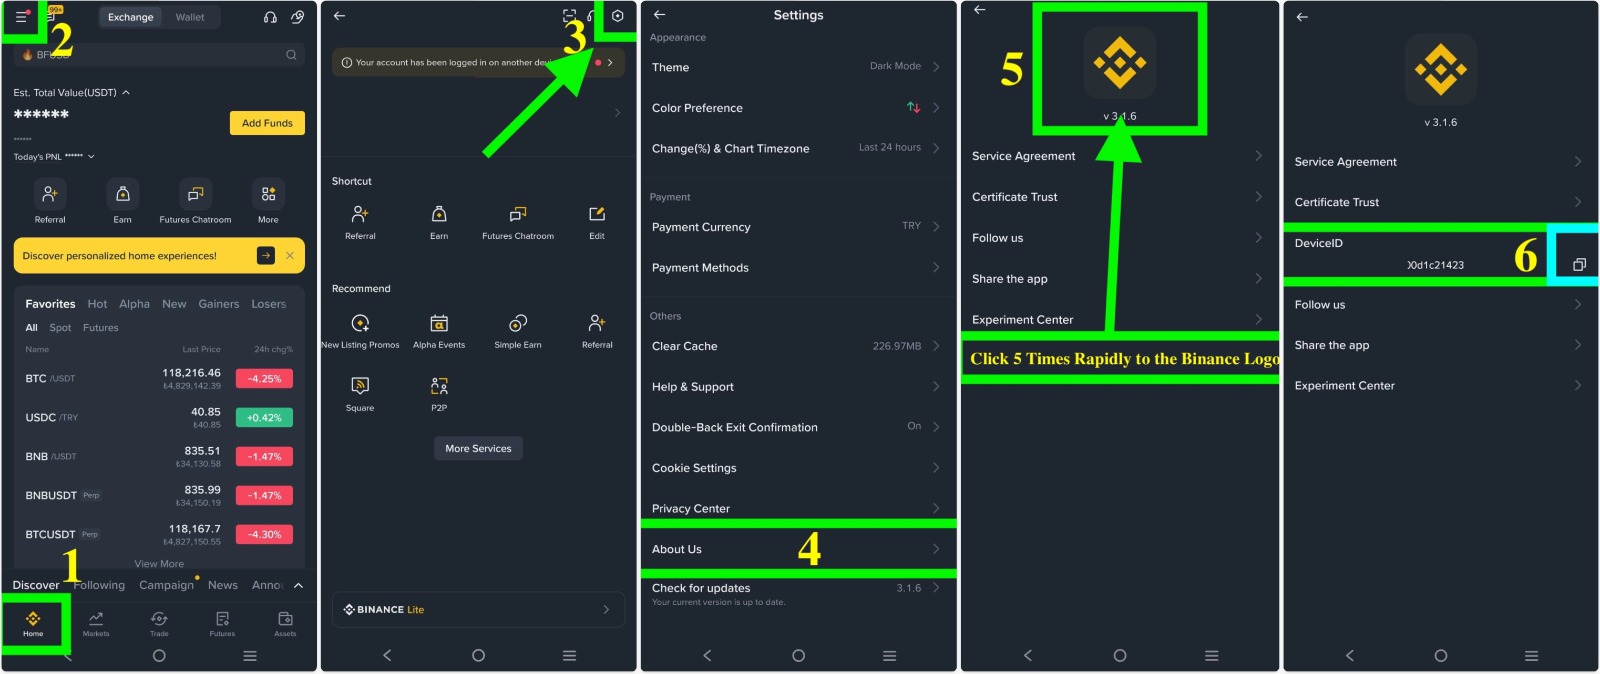 99+
Exchange
Wallet
2
BFUSD
Est. Total Value(USDT)
******
Add Funds
******
Today's PNL ******
Referral
Earn
Futures Chatroom
More
Discover personalized home experiences!
Favorites Hot Alpha New Gainers Losers
All Spot Futures
Name Last Price 24h chg%
BTC /USDT 118,216.46 -4.25%
₺4,829,142.39
USDC /TRY 40.85 +0.42%
₺40.85
BNB /USDT 835.51 -1.47%
₺34,130.58
BNBUSDT Perp 835.99 -1.47%
₺34,150.19
BTCUSDT Perp 118,167.7 -4.30%
₺4,827,150.55
1
View More
Discover Following Campaign News Annou
Home Markets Trade Futures Assets
3
Your account has been logged in on another devi
Shortcut
Referral Earn Futures Chatroom Edit
Recommend
New Listing Promos Alpha Events Simple Earn Referral
Square P2P
More Services
BINANCE Lite
Settings
Appearance
Theme Dark Mode
Color Preference
Change(%) & Chart Timezone Last 24 hours
Payment
Payment Currency TRY
Payment Methods
Others
Clear Cache 226.97MB
Help & Support
Double-Back Exit Confirmation On
Cookie Settings
Privacy Center
About Us
4
Check for updates 3.1.6
Your current version is up to date.
5
v 3.1.6
Service Agreement
Certificate Trust
Follow us
Share the app
Experiment Center
Click 5 Times Rapidly to the Binance Logo
v 3.1.6
Service Agreement
Certificate Trust
DeviceID
0d1c21423
6
Follow us
Share the app
Experiment Center